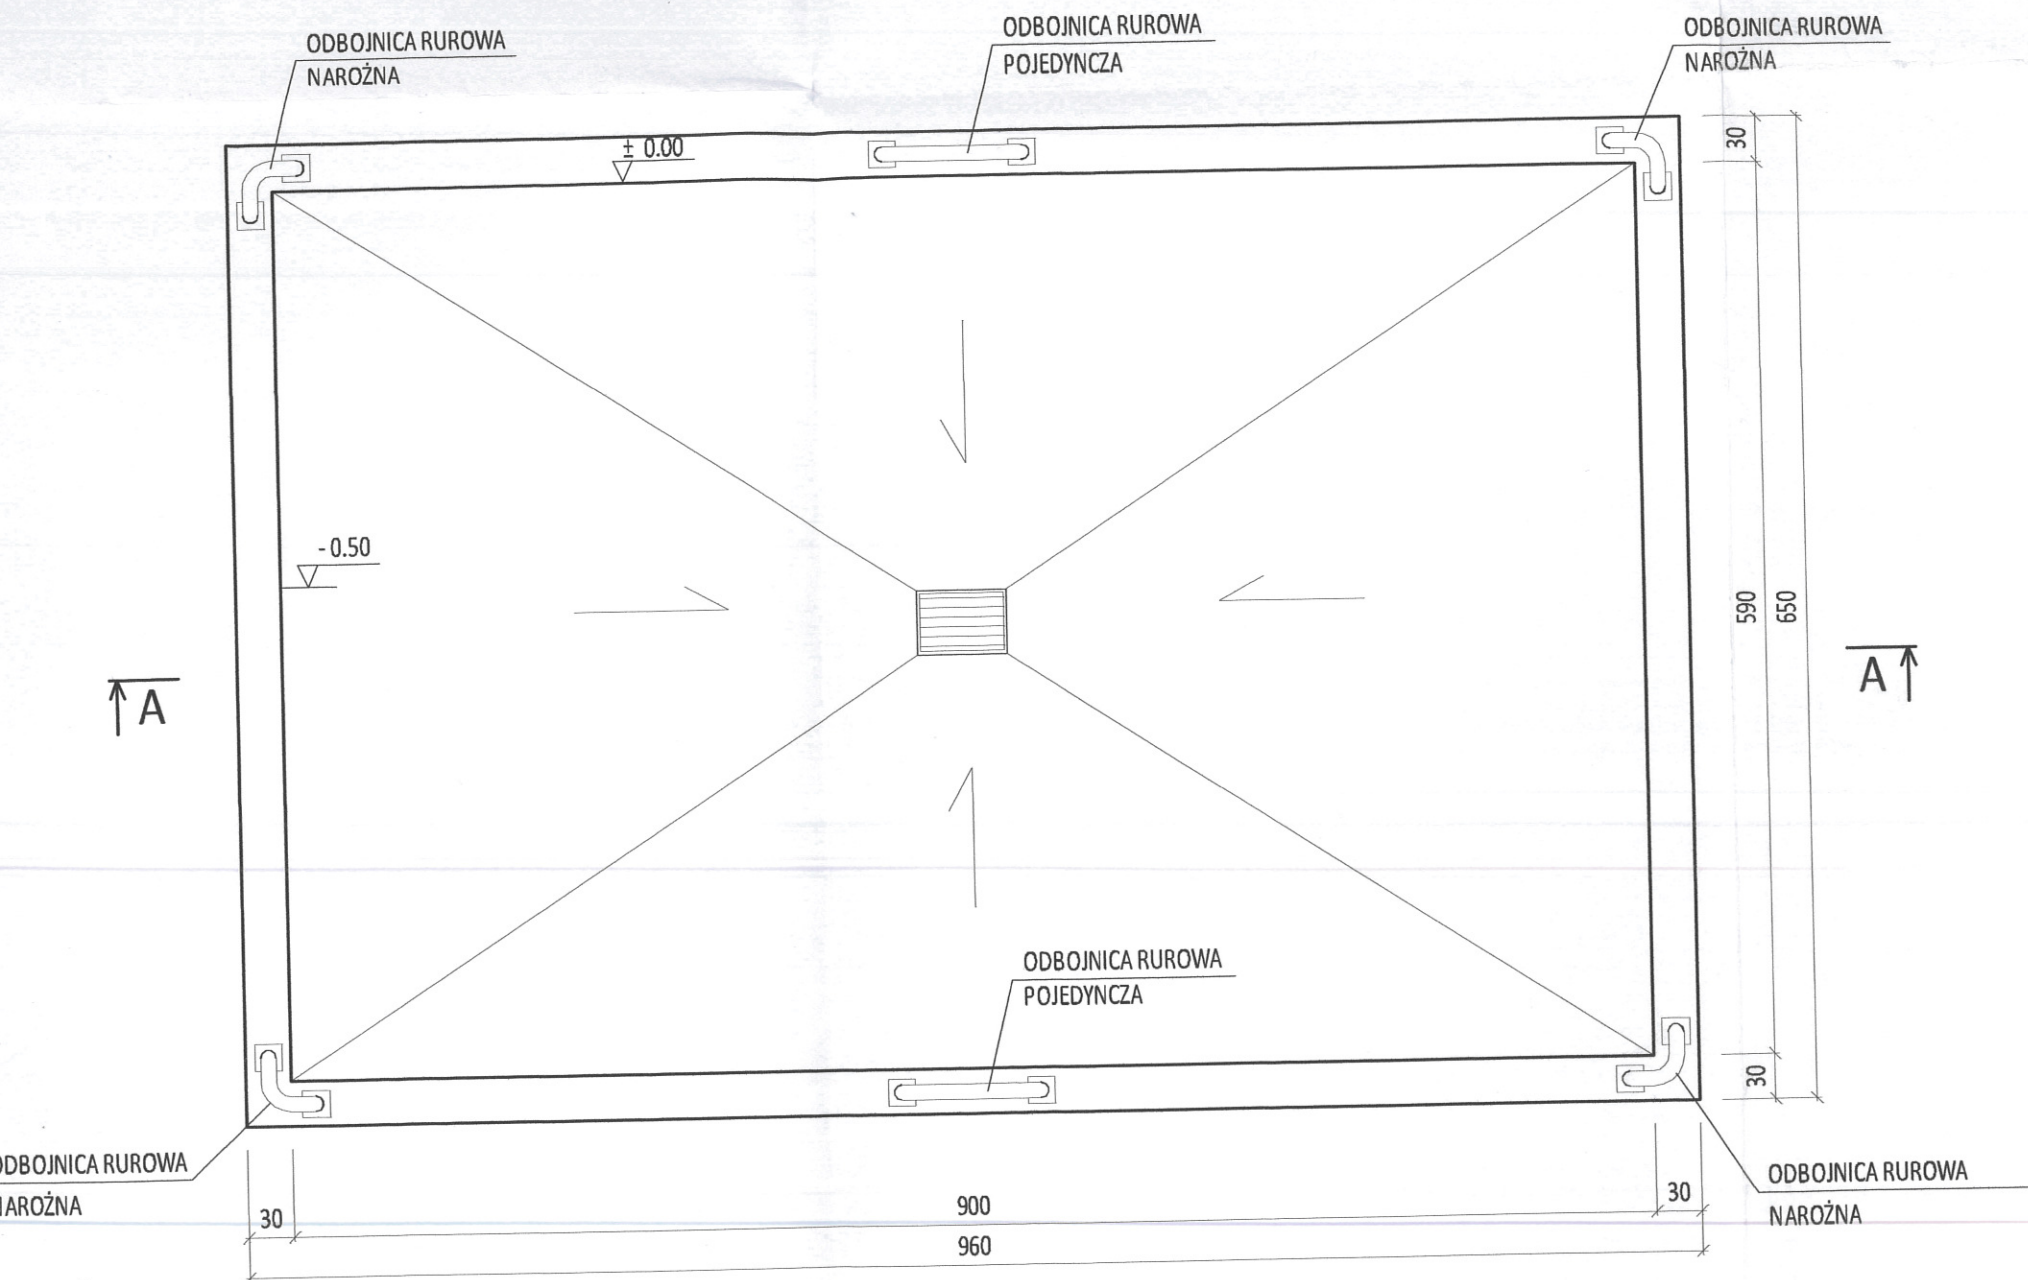 ODBOJNICA RUROWA
NAROŻNA
ODBOJNICA RUROWA
POJEDYNCZA
ODBOJNICA RUROWA
NAROŻNA
± 0.00
30
- 0.50
590
650
A
A
ODBOJNICA RUROWA
POJEDYNCZA
30
ODBOJNICA RUROWA
NAROŻNA
ODBOJNICA RUROWA
NAROŻNA
30
900
30
960